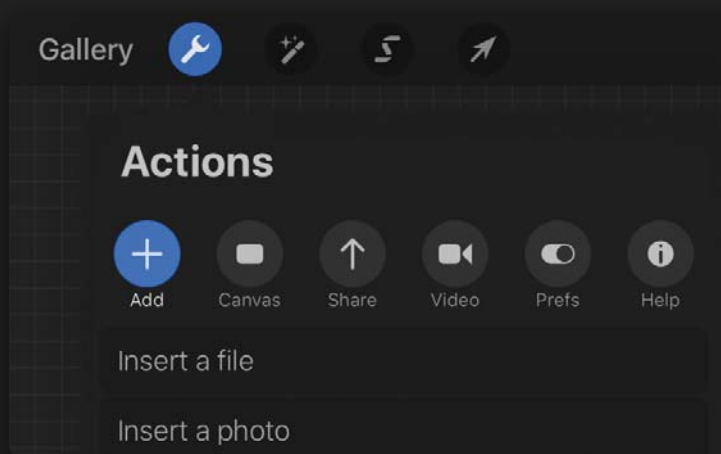 Gallery
Actions
Add Canvas Share Video Prefs Help
Insert a file
Insert a photo